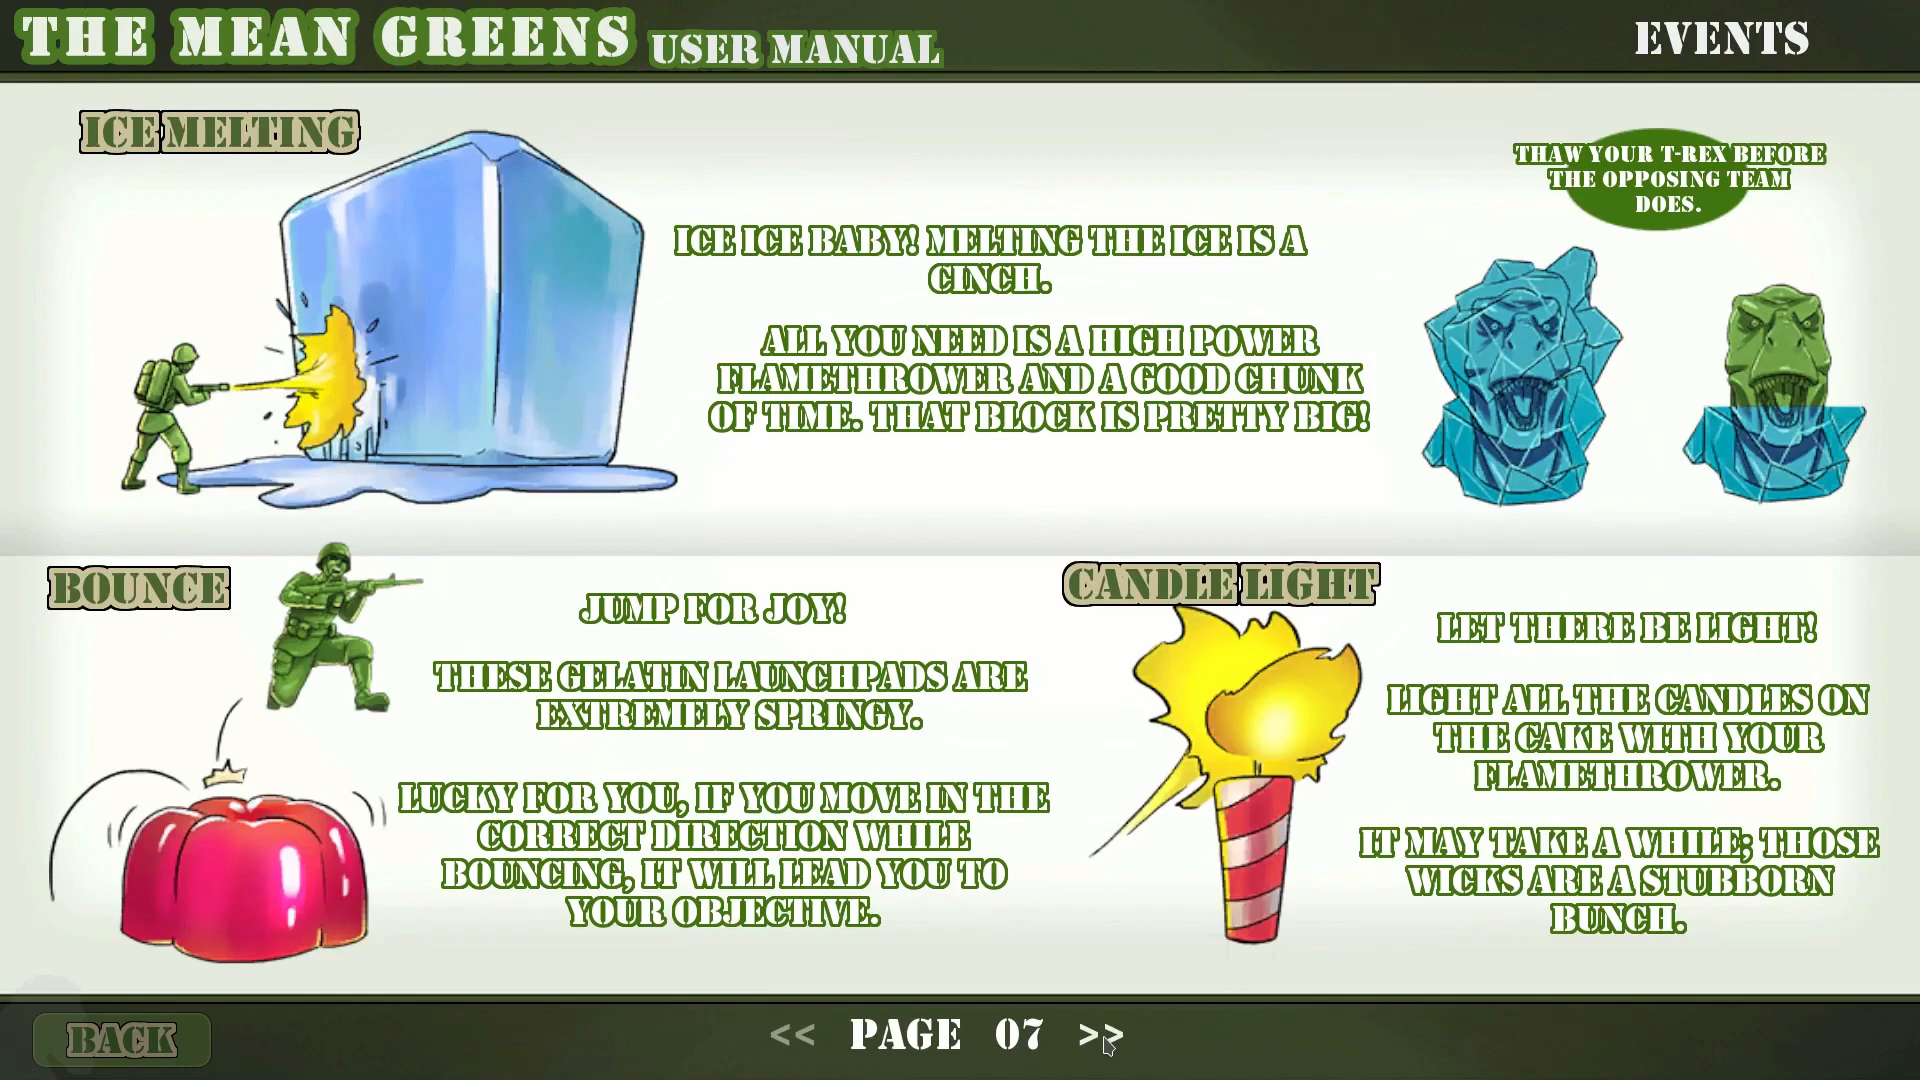 THE MEAN GREENS USER MANUAL
EVENTS
ICE MELTING
ICE ICE BABY! MELTING THE ICE IS A
CINCH.
ALL YOU NEED IS A HIGH POWER
FLAMETHROWER AND A GOOD CHUNK
OF TIME. THAT BLOCK IS PRETTY BIG!
THAW YOUR T-REX BEFORE
THE OPPOSING TEAM
DOES.
BOUNCE
JUMP FOR JOY!
THESE GELATIN LAUNCHPADS ARE
EXTREMELY SPRINGY.
LUCKY FOR YOU, IF YOU MOVE IN THE
CORRECT DIRECTION WHILE
BOUNCING, IT WILL LEAD YOU TO
YOUR OBJECTIVE.
CANDLE LIGHT
LET THERE BE LIGHT!
LIGHT ALL THE CANDLES ON
THE CAKE WITH YOUR
FLAMETHROWER.
IT MAY TAKE A WHILE; THOSE
WICKS ARE A STUBBORN
BUNCH.
BACK
<< PAGE 07 >>